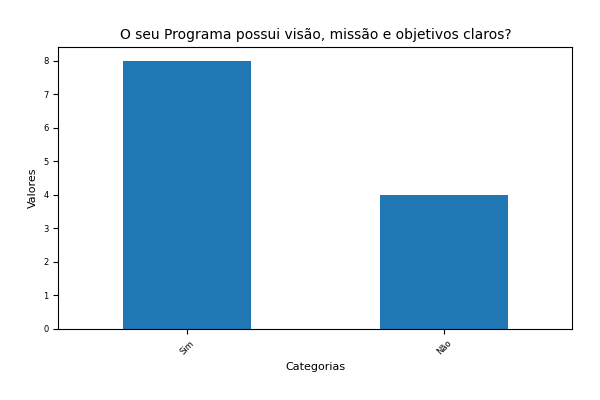 O seu Programa possui visão, missão e objetivos claros?
8
7
6
5
4
3
2
1
0
Valores
Sim
Não
Categorias